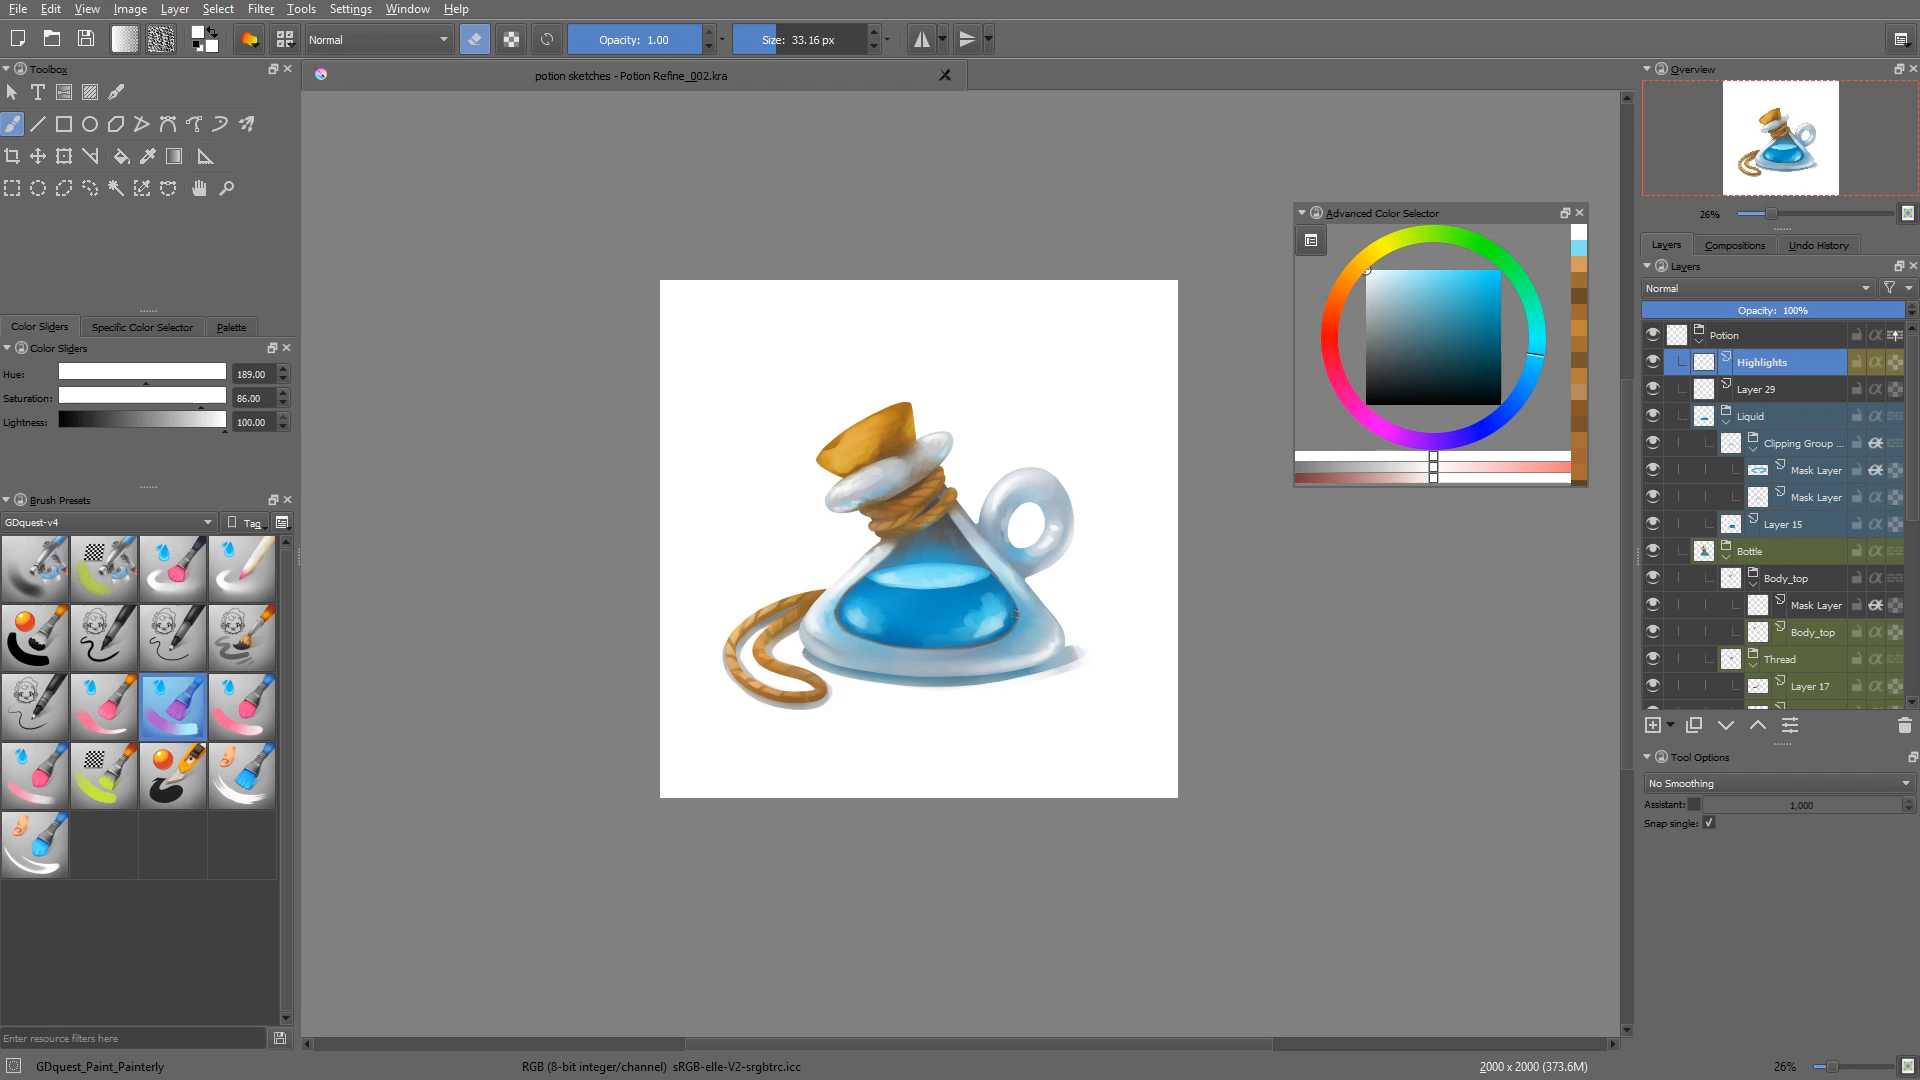 File Edit View Image Layer Select Filter Tools Settings Window Help
Normal
Opacity: 1.00
Size: 33.16 px
Toolbox
potion sketches - Potion Refine_002.kra
Overview
26%
Advanced Color Selector
Layers Compositions Undo History
Layers
Normal
Opacity: 100%
Potion
Highlights
Layer 29
Liquid
Clipping Group ...
Mask Layer
Mask Layer
Layer 15
Bottle
Body_top
Mask Layer
Body_top
Thread
Layer 17
Color Sliders Specific Color Selector Palette
Color Sliders
Hue: 189.00
Saturation: 86.00
Lightness: 100.00
Brush Presets
GDquest-v4
Tag
Tool Options
No Smoothing
Assistant: 1,000
Snap single:
Enter resource filters here
GDquest_Paint_Painterly
RGB (8-bit integer/channel) sRGB-elle-V2-srgbtrc.icc
2000 x 2000 (373.6M)
26%